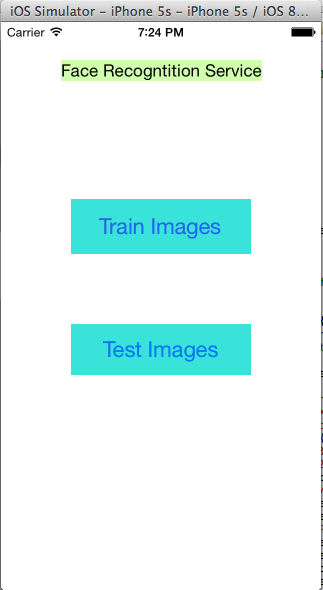 iOS Simulator - iPhone 5s - iPhone 5s / iOS 8...
Carrier 7:24 PM
Face Recogntition Service
Train Images
Test Images